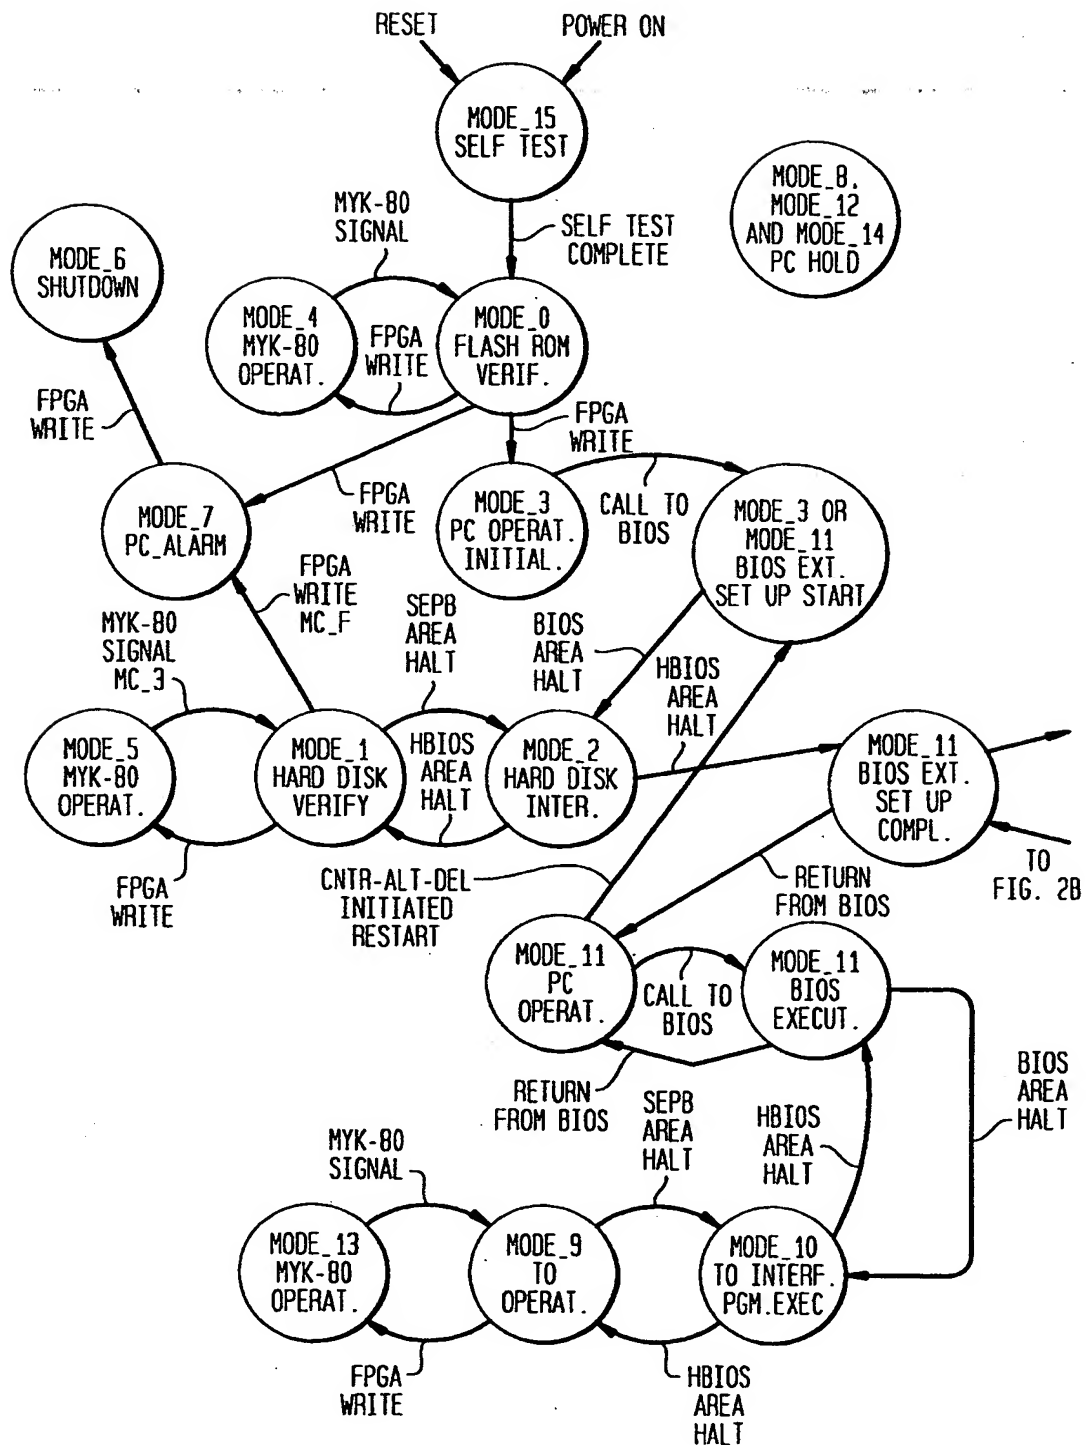 RESET
POWER ON
MODE_15
SELF TEST
MODE_8,
MODE_12
AND MODE_14
PC HOLD
MYK-80
SIGNAL
SELF TEST
COMPLETE
MODE_6
SHUTDOWN
MODE_4
MYK-80
OPERAT.
FPGA
WRITE
MODE_0
FLASH ROM
VERIF.
FPGA
WRITE
FPGA
WRITE
FPGA
WRITE
MODE_7
PC_ALARM
MODE_3
PC OPERAT.
INITIAL.
CALL TO
BIOS
MODE_3 OR
MODE_11
BIOS EXT.
SET UP START
FPGA
WRITE
MC_F
MYK-80
SIGNAL
MC_3
SEPB
AREA
HALT
BIOS
AREA
HALT
HBIOS
AREA
HALT
MODE_5
MYK-80
OPERAT.
MODE_1
HARD DISK
VERIFY
HBIOS
AREA
HALT
MODE_2
HARD DISK
INTER.
MODE_11
BIOS EXT.
SET UP
COMPL.
FPGA
WRITE
CNTR-ALT-DEL
INITIATED
RESTART
RETURN
FROM BIOS
TO
FIG. 2B
MODE_11
PC
OPERAT.
CALL TO
BIOS
MODE_11
BIOS
EXECUT.
RETURN
FROM BIOS
BIOS
AREA
HALT
MYK-80
SIGNAL
SEPB
AREA
HALT
HBIOS
AREA
HALT
MODE_13
MYK-80
OPERAT.
MODE_9
TO
OPERAT.
MODE_10
TO INTERF.
PGM.EXEC
FPGA
WRITE
HBIOS
AREA
HALT